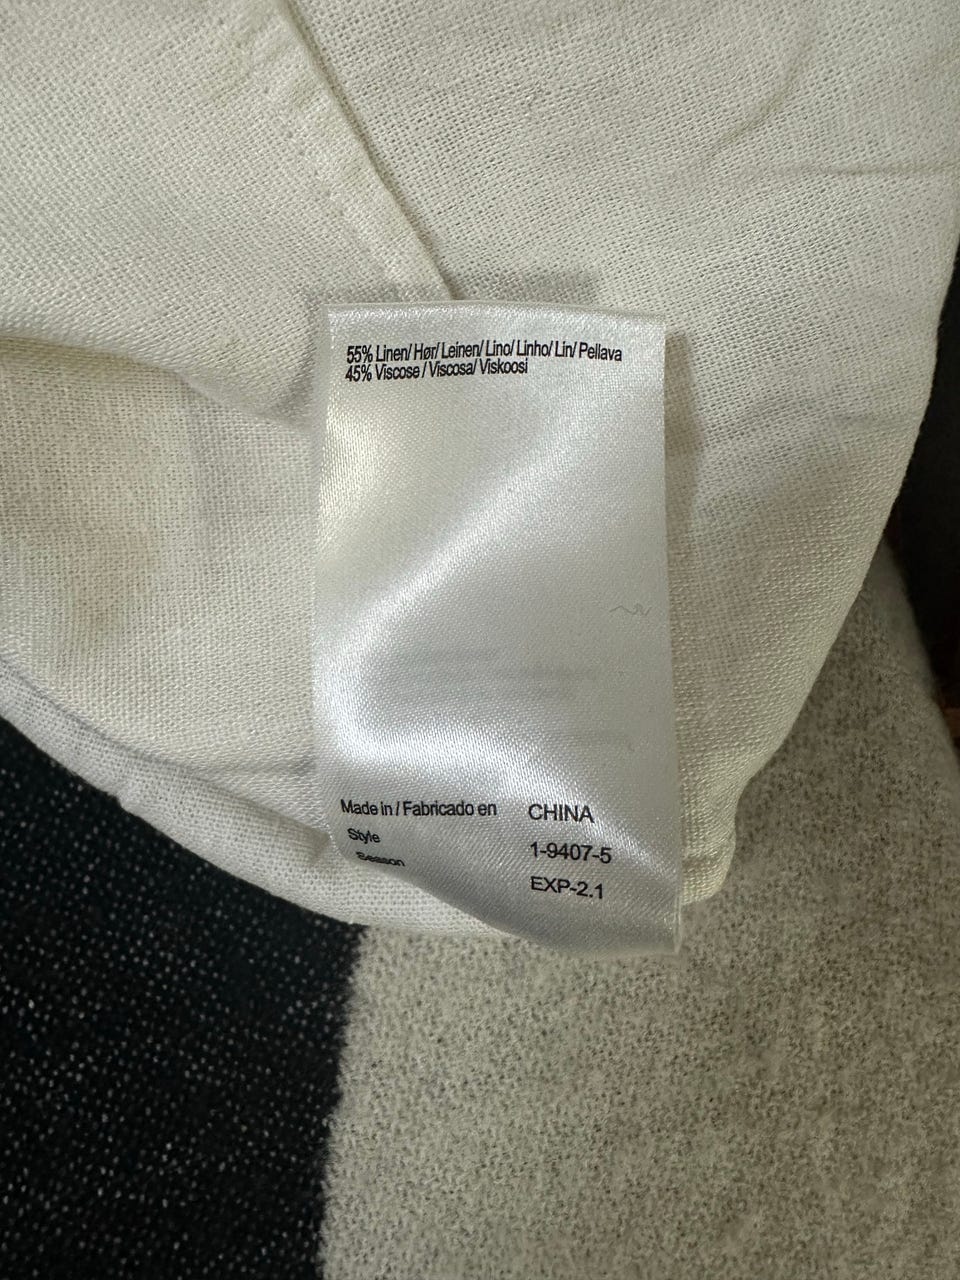 55% Linen/ Hør/ Leinen/ Lino/ Linho/ Lin/ Pellava
45% Viscose / Viscosa/ Viskoosi
Made in / Fabricado en CHINA
Style 1-9407-5
Season EXP-2.1